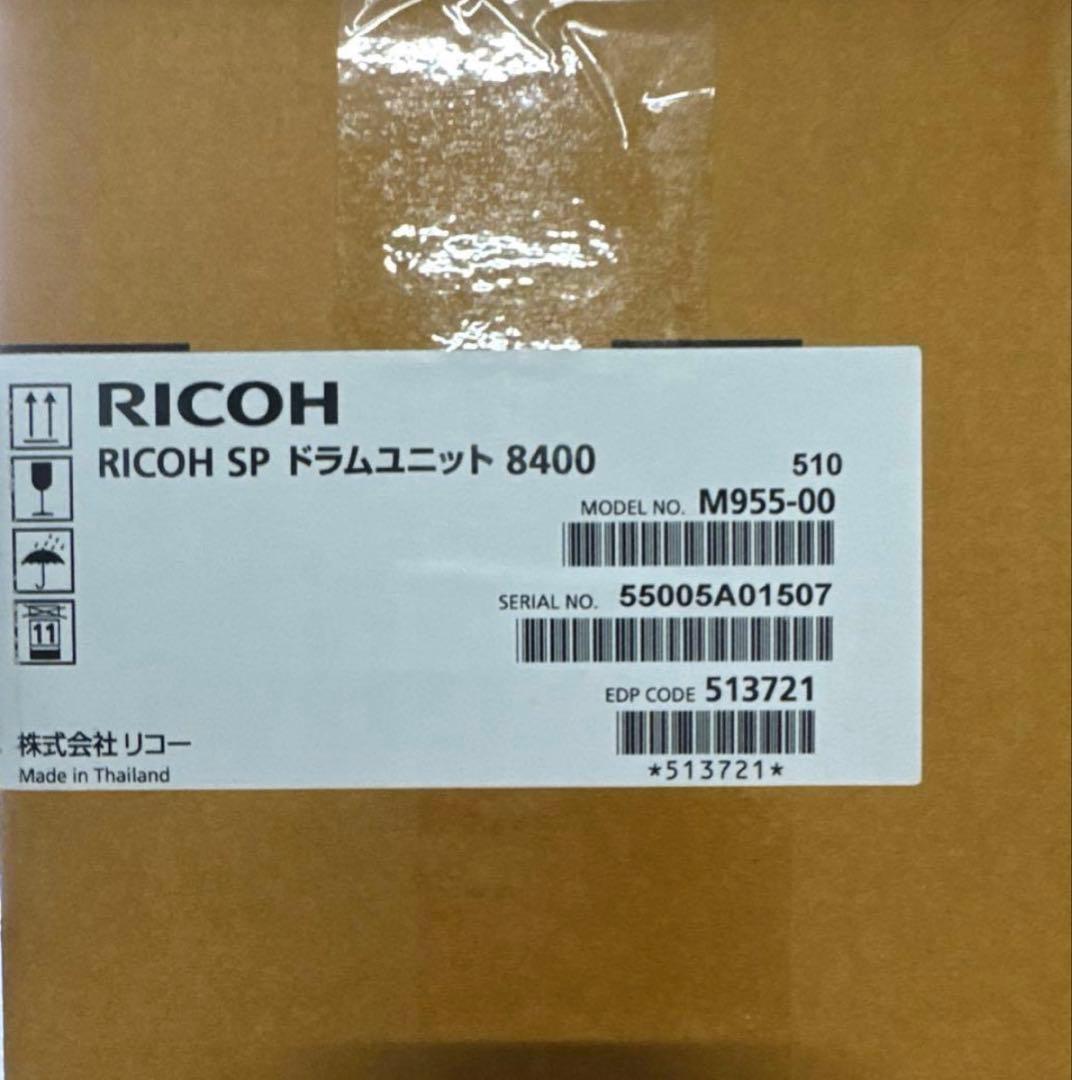 RICOH
RICOH SP ドラムユニット 8400
510
MODEL NO. M955-00
SERIAL NO. 55005A01507
EDP CODE 513721
*513721*
11
株式会社 リコー
Made in Thailand